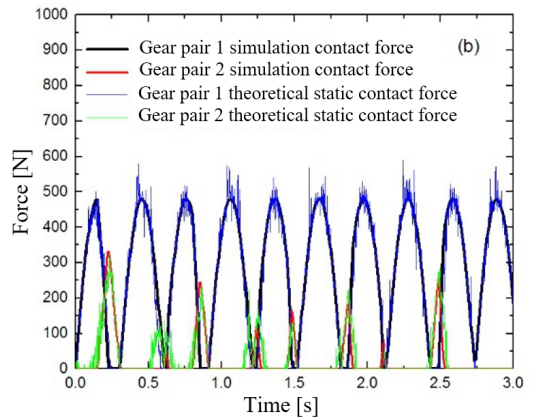 1000
900
800
700
600
500
400
300
200
100
0
Force [N]
(b)
Gear pair 1 simulation contact force
Gear pair 2 simulation contact force
Gear pair 1 theoretical static contact force
Gear pair 2 theoretical static contact force
0.0 0.5 1.0 1.5 2.0 2.5 3.0
Time [s]